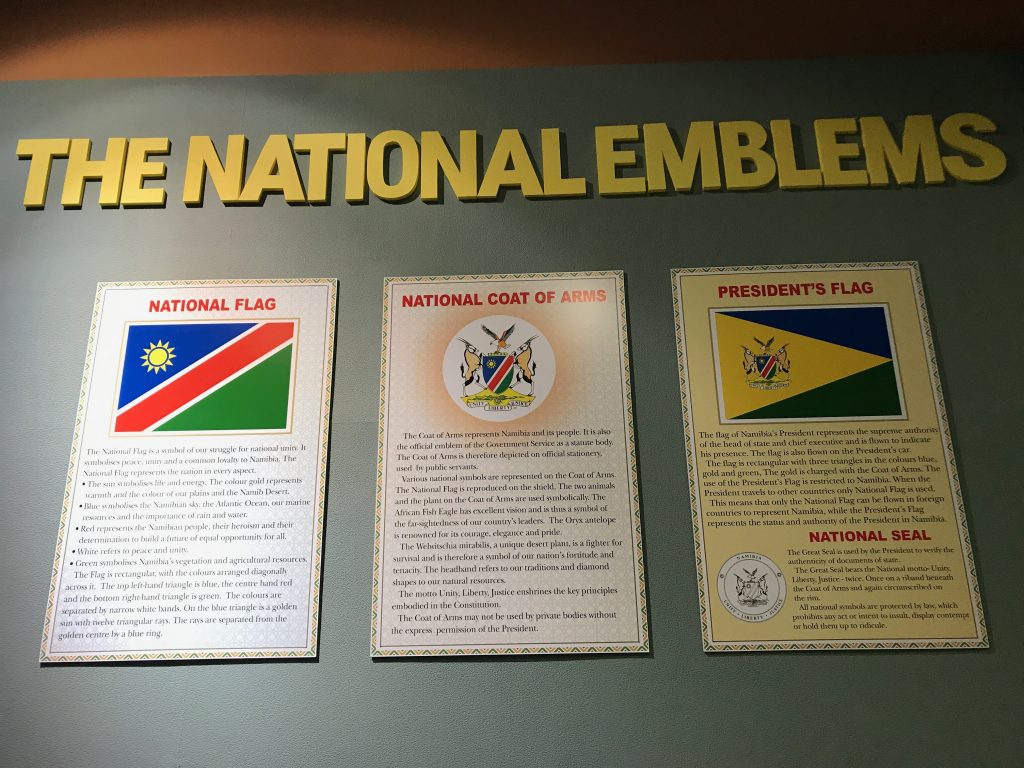 THE NATIONAL EMBLEMS
NATIONAL FLAG
The National Flag is a symbol of our struggle for national unity. It
symbolises peace, unity and a common loyalty to Namibia. The
National Flag represents the nation in every aspect.
• The sun symbolises life and energy. The colour gold represents
warmth and the colour of our plains and the Namib Desert.
• Blue symbolises the Namibian sky, the Atlantic Ocean, our marine
resources and the importance of rain and water.
• Red represents the Namibian people, their heroism and their
determination to build a future of equal opportunity for all.
• White refers to peace and unity.
• Green symbolises Namibia's vegetation and agricultural resources.
The Flag is rectangular, with the colours arranged diagonally
across it. The top left-hand triangle is blue, the centre band red
and the bottom right-hand triangle is green. The colours are
separated by narrow white bands. On the blue triangle is a golden
sun with twelve triangular rays. The rays are separated from the
golden centre by a blue ring.
NATIONAL COAT OF ARMS
UNITY LIBERTY JUSTICE
The Coat of Arms represents Namibia and its people. It is also
the official emblem of the Government Service as a statute body.
The Coat of Arms is therefore depicted on official stationery,
used by public servants.
Various national symbols are represented on the Coat of Arms.
The National Flag is reproduced on the shield. The two animals
and the plant on the Coat of Arms are used symbolically. The
African Fish Eagle has excellent vision and is thus a symbol of
the far-sightedness of our country's leaders. The Oryx antelope
is renowned for its courage, elegance and pride.
The Welwitschia mirabilis, a unique desert plant, is a fighter for
survival and is therefore a symbol of our nation's fortitude and
tenacity. The headband refers to our traditions and diamond
shapes to our natural resources.
The motto Unity, Liberty, Justice enshrines the key principles
embodied in the Constitution.
The Coat of Arms may not be used by private bodies without
the express permission of the President.
PRESIDENT'S FLAG
The flag of Namibia's President represents the supreme authority
of the head of state and chief executive and is flown to indicate
his presence. The flag is also flown on the President's car.
The flag is rectangular with three triangles in the colours blue,
gold and green, The gold is charged with the Coat of Arms. The
use of the President's Flag is restricted to Namibia. When the
President travels to other countries only National Flag is used,
This means that only the National Flag can be flown in foreign
countries to represent Namibia, while the President's Flag
represents the status and authority of the President in Namibia.
NATIONAL SEAL
The Great Seal is used by the President to verify the
authenticity of documents of state.
The Great Seal bears the National motto- Unity,
Liberty, Justice - twice. Once on a riband beneath
the Coat of Arms and again circumscribed on
the rim.
All national symbols are protected by law, which
prohibits any act or intent to insult, display contempt
or hold them up to ridicule.
NAMIBIA
UNITY • LIBERTY • JUSTICE